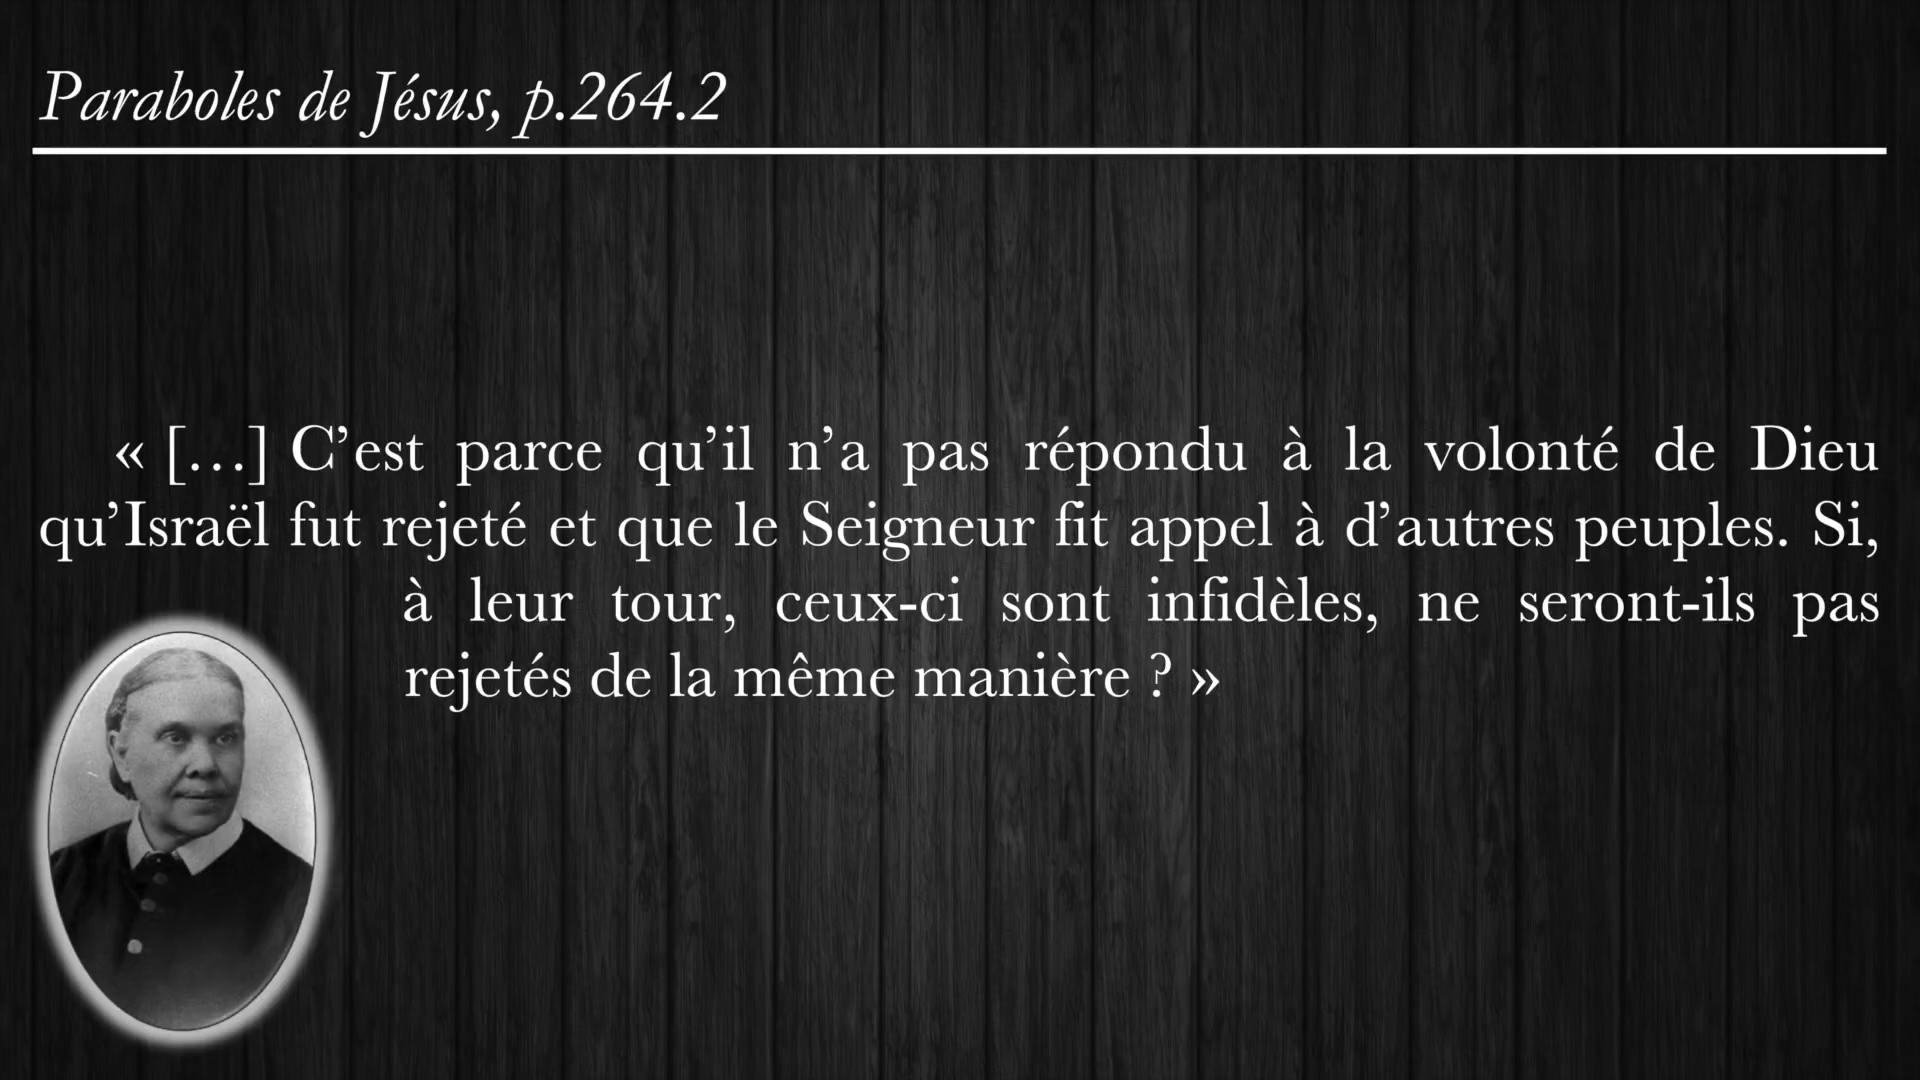 Paraboles de Jésus, p.264.2
« […] C’est parce qu’il n’a pas répondu à la volonté de Dieu
qu’Israël fut rejeté et que le Seigneur fit appel à d’autres peuples. Si,
à leur tour, ceux-ci sont infidèles, ne seront-ils pas
rejetés de la même manière ? »